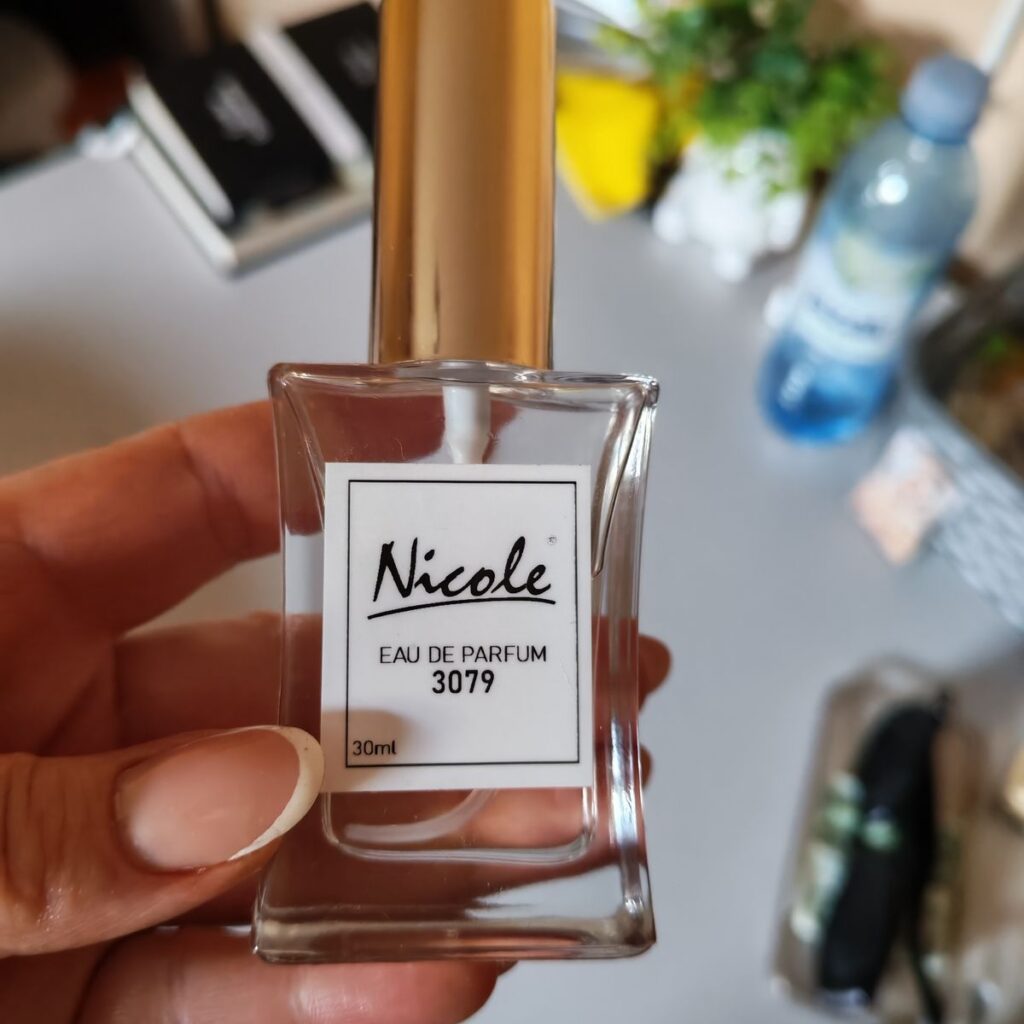 Nicole®
EAU DE PARFUM
3079
30ml